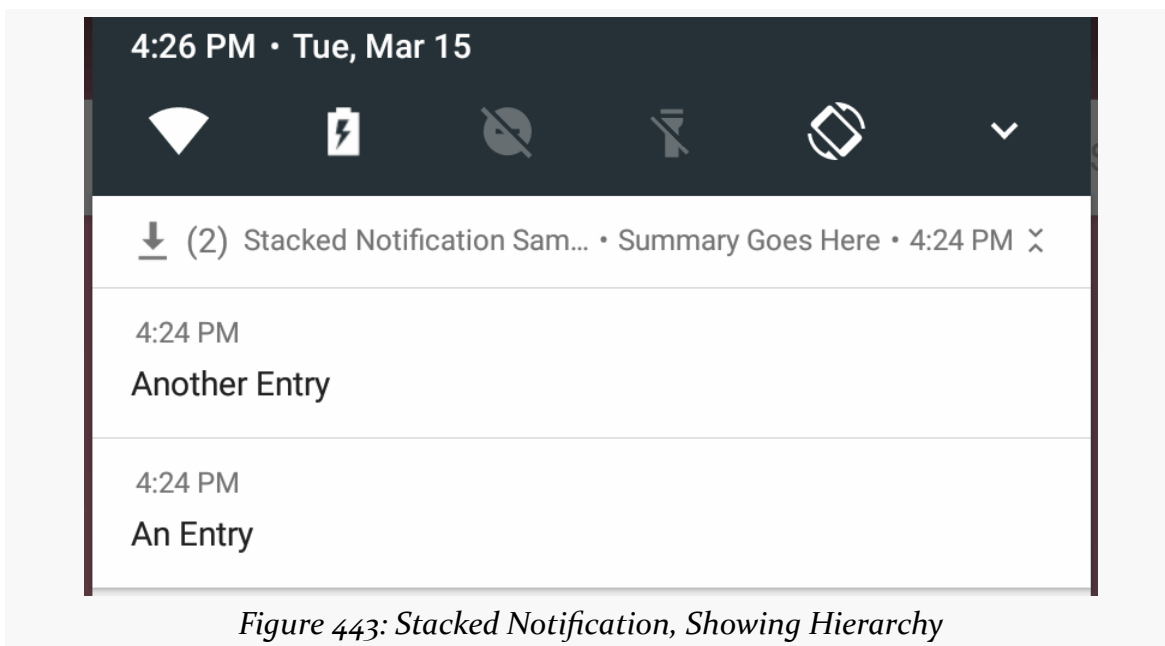 4:26 PM • Tue, Mar 15
(2) Stacked Notification Sam... • Summary Goes Here • 4:24 PM
4:24 PM
Another Entry
4:24 PM
An Entry
Figure 443: Stacked Notification, Showing Hierarchy